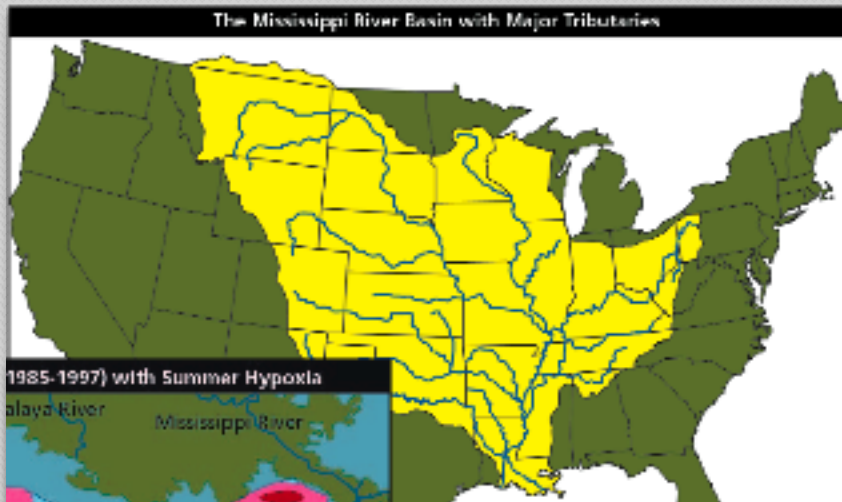 The Mississippi River Basin with Major Tributaries
1985-1997) with Summer Hypoxia
alaya River
Mississippi River